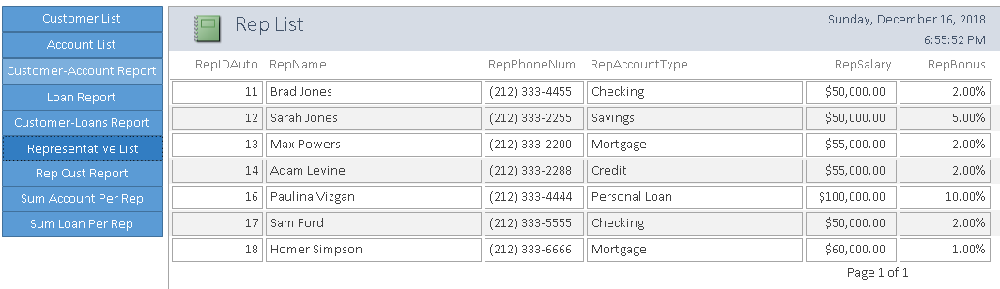 Customer List
Account List
Customer-Account Report
Loan Report
Customer-Loans Report
Representative List
Rep Cust Report
Sum Account Per Rep
Sum Loan Per Rep
Rep List
Sunday, December 16, 2018
6:55:52 PM
RepIDAuto RepName RepPhoneNum RepAccountType RepSalary RepBonus
11 Brad Jones (212) 333-4455 Checking $50,000.00 2.00%
12 Sarah Jones (212) 333-2255 Savings $50,000.00 5.00%
13 Max Powers (212) 333-2200 Mortgage $55,000.00 2.00%
14 Adam Levine (212) 333-2288 Credit $55,000.00 2.00%
16 Paulina Vizgan (212) 333-4444 Personal Loan $100,000.00 10.00%
17 Sam Ford (212) 333-5555 Checking $50,000.00 2.00%
18 Homer Simpson (212) 333-6666 Mortgage $60,000.00 1.00%
Page 1 of 1